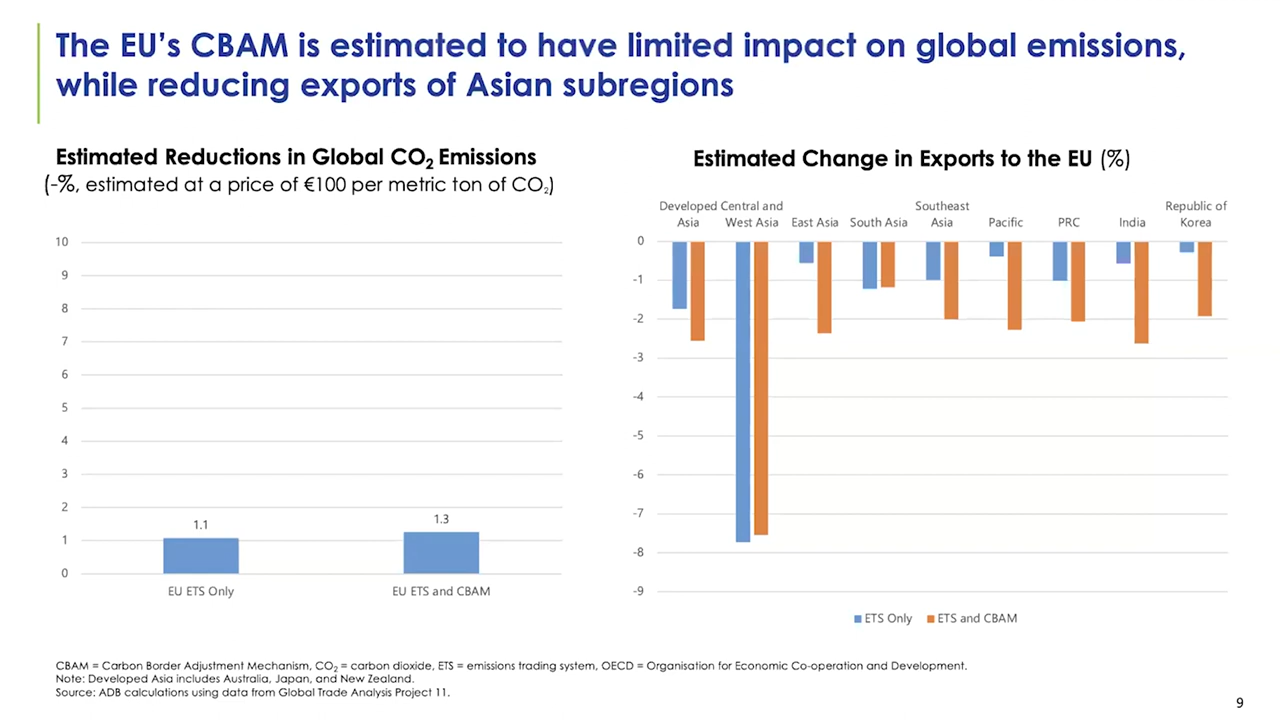 The EU’s CBAM is estimated to have limited impact on global emissions,
while reducing exports of Asian subregions
Estimated Reductions in Global CO₂ Emissions
(-%, estimated at a price of €100 per metric ton of CO₂)
10
9
8
7
6
5
4
3
2
1
0
1.1
1.3
EU ETS Only
EU ETS and CBAM
Estimated Change in Exports to the EU (%)
Developed Asia
Central and West Asia
East Asia
South Asia
Southeast Asia
Pacific
PRC
India
Republic of Korea
0
-1
-2
-3
-4
-5
-6
-7
-8
-9
ETS Only
ETS and CBAM
CBAM = Carbon Border Adjustment Mechanism, CO₂ = carbon dioxide, ETS = emissions trading system, OECD = Organisation for Economic Co-operation and Development.
Note: Developed Asia includes Australia, Japan, and New Zealand.
Source: ADB calculations using data from Global Trade Analysis Project 11.
9